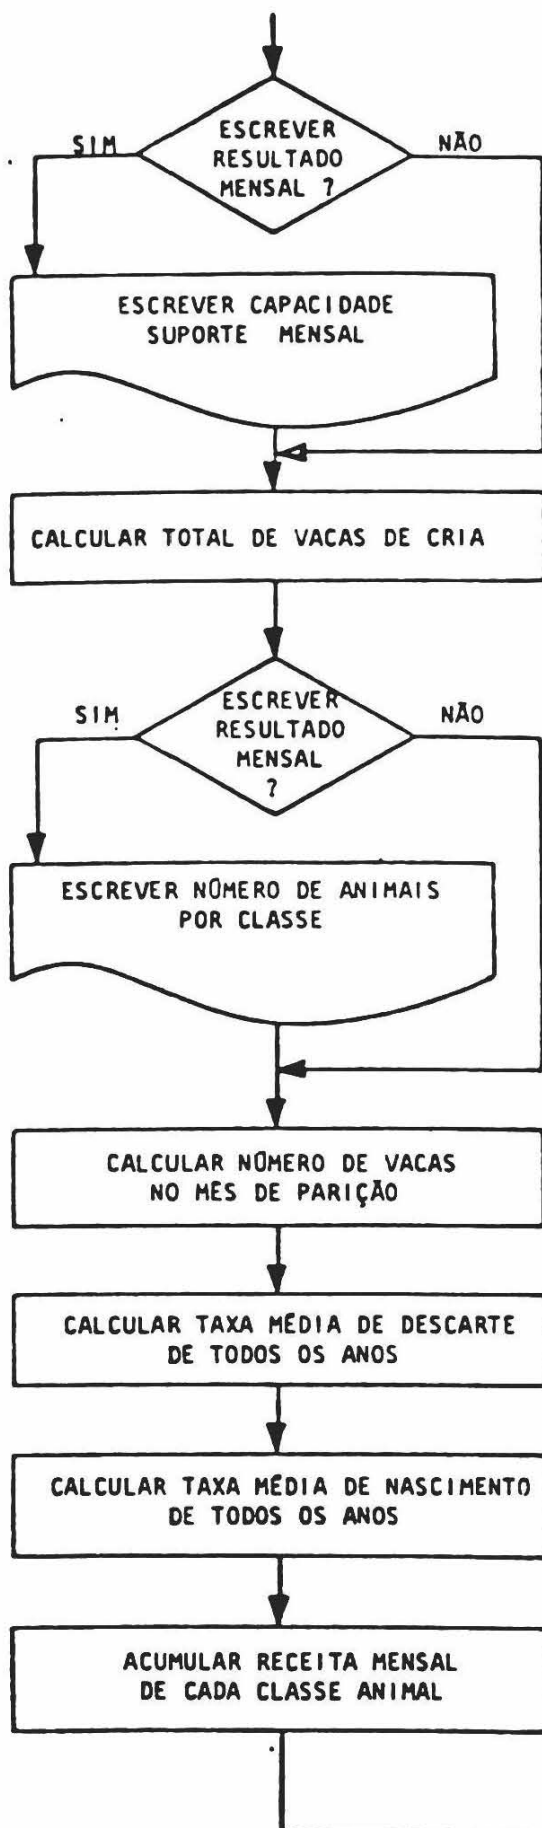 ESCREVER
RESULTADO
MENSAL ?
SIM
NÃO
ESCREVER CAPACIDADE
SUPORTE MENSAL
CALCULAR TOTAL DE VACAS DE CRIA
ESCREVER
RESULTADO
MENSAL
?
SIM
NÃO
ESCREVER NÚMERO DE ANIMAIS
POR CLASSE
CALCULAR NÚMERO DE VACAS
NO MÊS DE PARIÇÃO
CALCULAR TAXA MÉDIA DE DESCARTE
DE TODOS OS ANOS
CALCULAR TAXA MÉDIA DE NASCIMENTO
DE TODOS OS ANOS
ACUMULAR RECEITA MENSAL
DE CADA CLASSE ANIMAL